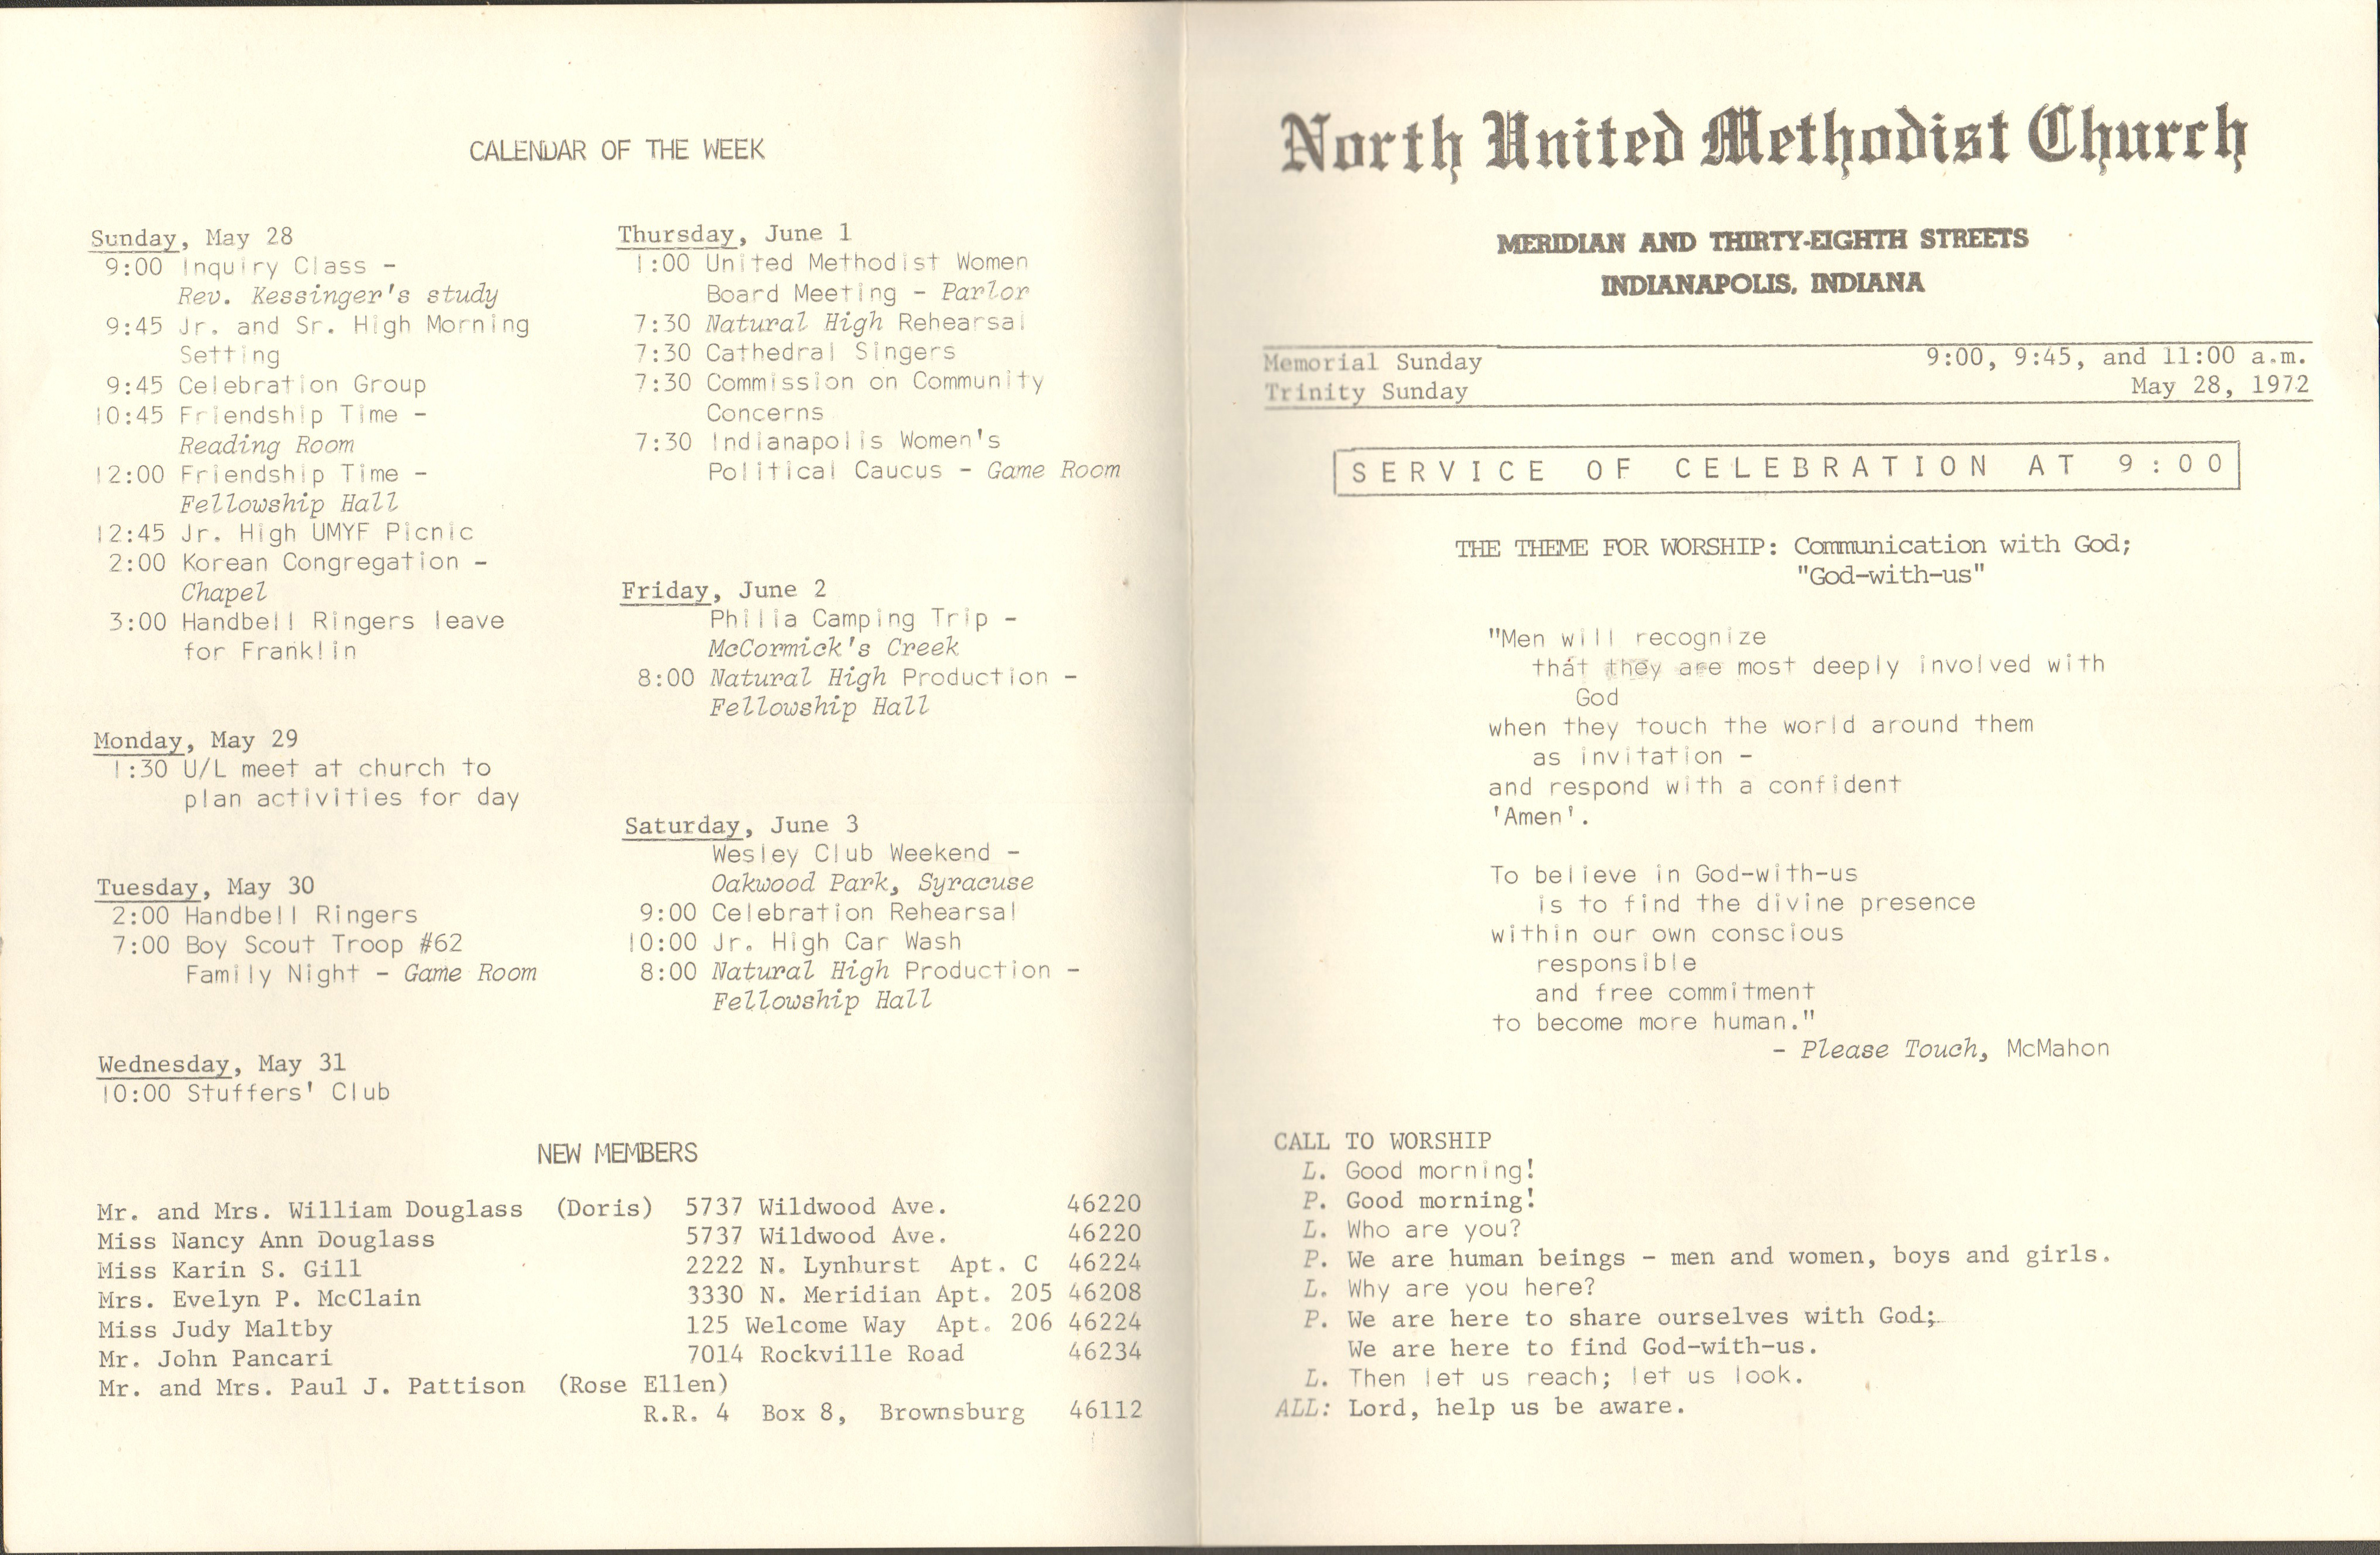 CALENDAR OF THE WEEK
Sunday, May 28
9:00 Inquiry Class -
Rev. Kessinger's study
9:45 Jr. and Sr. High Morning
Setting
9:45 Celebration Group
10:45 Friendship Time -
Reading Room
12:00 Friendship Time -
Fellowship Hall
12:45 Jr. High UMYF Picnic
2:00 Korean Congregation -
Chapel
3:00 Handbell Ringers leave
for Franklin
Monday, May 29
1:30 U/L meet at church to
plan activities for day
Tuesday, May 30
2:00 Handbell Ringers
7:00 Boy Scout Troop #62
Family Night - Game Room
Wednesday, May 31
10:00 Stuffers' Club
Thursday, June 1
1:00 United Methodist Women
Board Meeting - Parlor
7:30 Natural High Rehearsal
7:30 Cathedral Singers
7:30 Commission on Community
Concerns
7:30 Indianapolis Women's
Political Caucus - Game Room
Friday, June 2
Philia Camping Trip -
McCormick's Creek
8:00 Natural High Production -
Fellowship Hall
Saturday, June 3
Wesley Club Weekend -
Oakwood Park, Syracuse
9:00 Celebration Rehearsal
10:00 Jr. High Car Wash
8:00 Natural High Production -
Fellowship Hall
NEW MEMBERS
Mr. and Mrs. William Douglass (Doris) 5737 Wildwood Ave. 46220
Miss Nancy Ann Douglass 5737 Wildwood Ave. 46220
Miss Karin S. Gill 2222 N. Lynhurst Apt. C 46224
Mrs. Evelyn P. McClain 3330 N. Meridian Apt. 205 46208
Miss Judy Maltby 125 Welcome Way Apt. 206 46224
Mr. John Pancari 7014 Rockville Road 46234
Mr. and Mrs. Paul J. Pattison (Rose Ellen)
R.R. 4 Box 8, Brownsburg 46112
North United Methodist Church
MERIDIAN AND THIRTY-EIGHTH STREETS
INDIANAPOLIS, INDIANA
Memorial Sunday 9:00, 9:45, and 11:00 a.m.
Trinity Sunday May 28, 1972
SERVICE OF CELEBRATION AT 9:00
THE THEME FOR WORSHIP: Communication with God;
"God-with-us"
"Men will recognize
that they are most deeply involved with
God
when they touch the world around them
as invitation -
and respond with a confident
'Amen'.
To believe in God-with-us
is to find the divine presence
within our own conscious
responsible
and free commitment
to become more human."
- Please Touch, McMahon
CALL TO WORSHIP
L. Good morning!
P. Good morning!
L. Who are you?
P. We are human beings - men and women, boys and girls.
L. Why are you here?
P. We are here to share ourselves with God;
We are here to find God-with-us.
L. Then let us reach; let us look.
ALL: Lord, help us be aware.